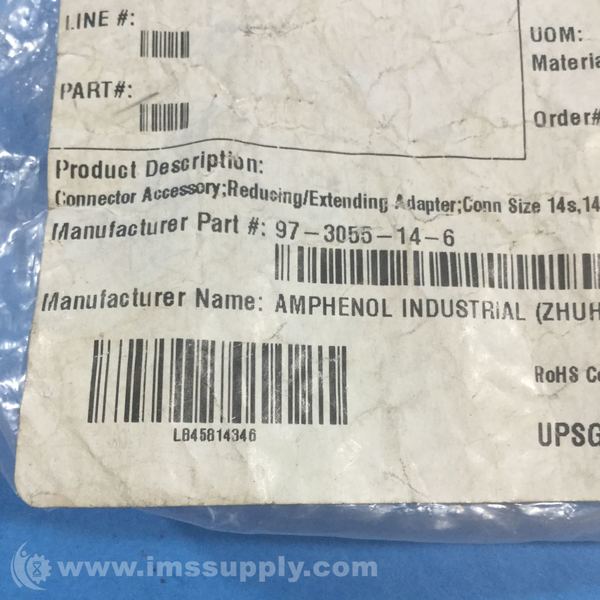 LINE #:
UOM:
Materia
PART#:
Order#
Product Description:
Connector Accessory;Reducing/Extending Adapter;Conn Size 14s,14
Manufacturer Part #: 97-3055-14-6
Manufacturer Name: AMPHENOL INDUSTRIAL (ZHUH
RoHS Co
LB45814346
UPSG
www.imssupply.com